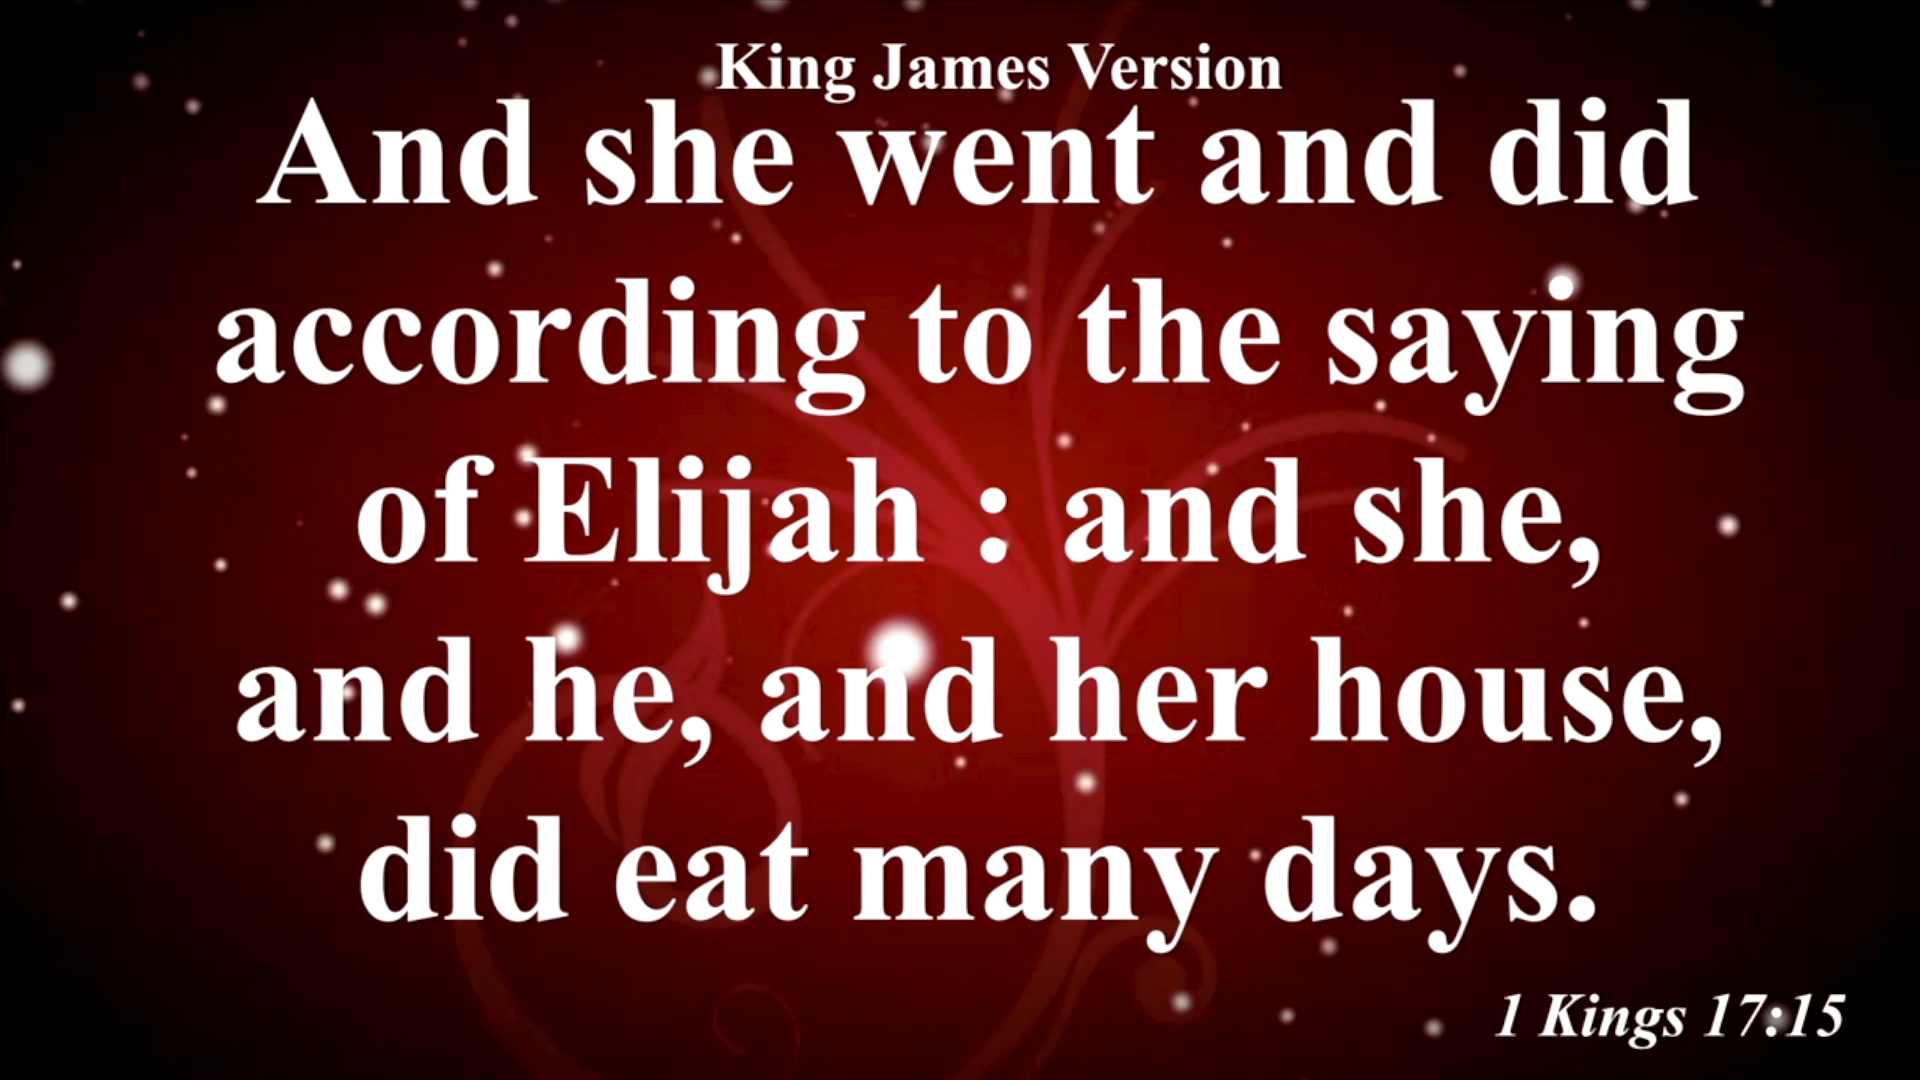 King James Version
And she went and did
according to the saying
of Elijah : and she,
and he, and her house,
did eat many days.
1 Kings 17:15